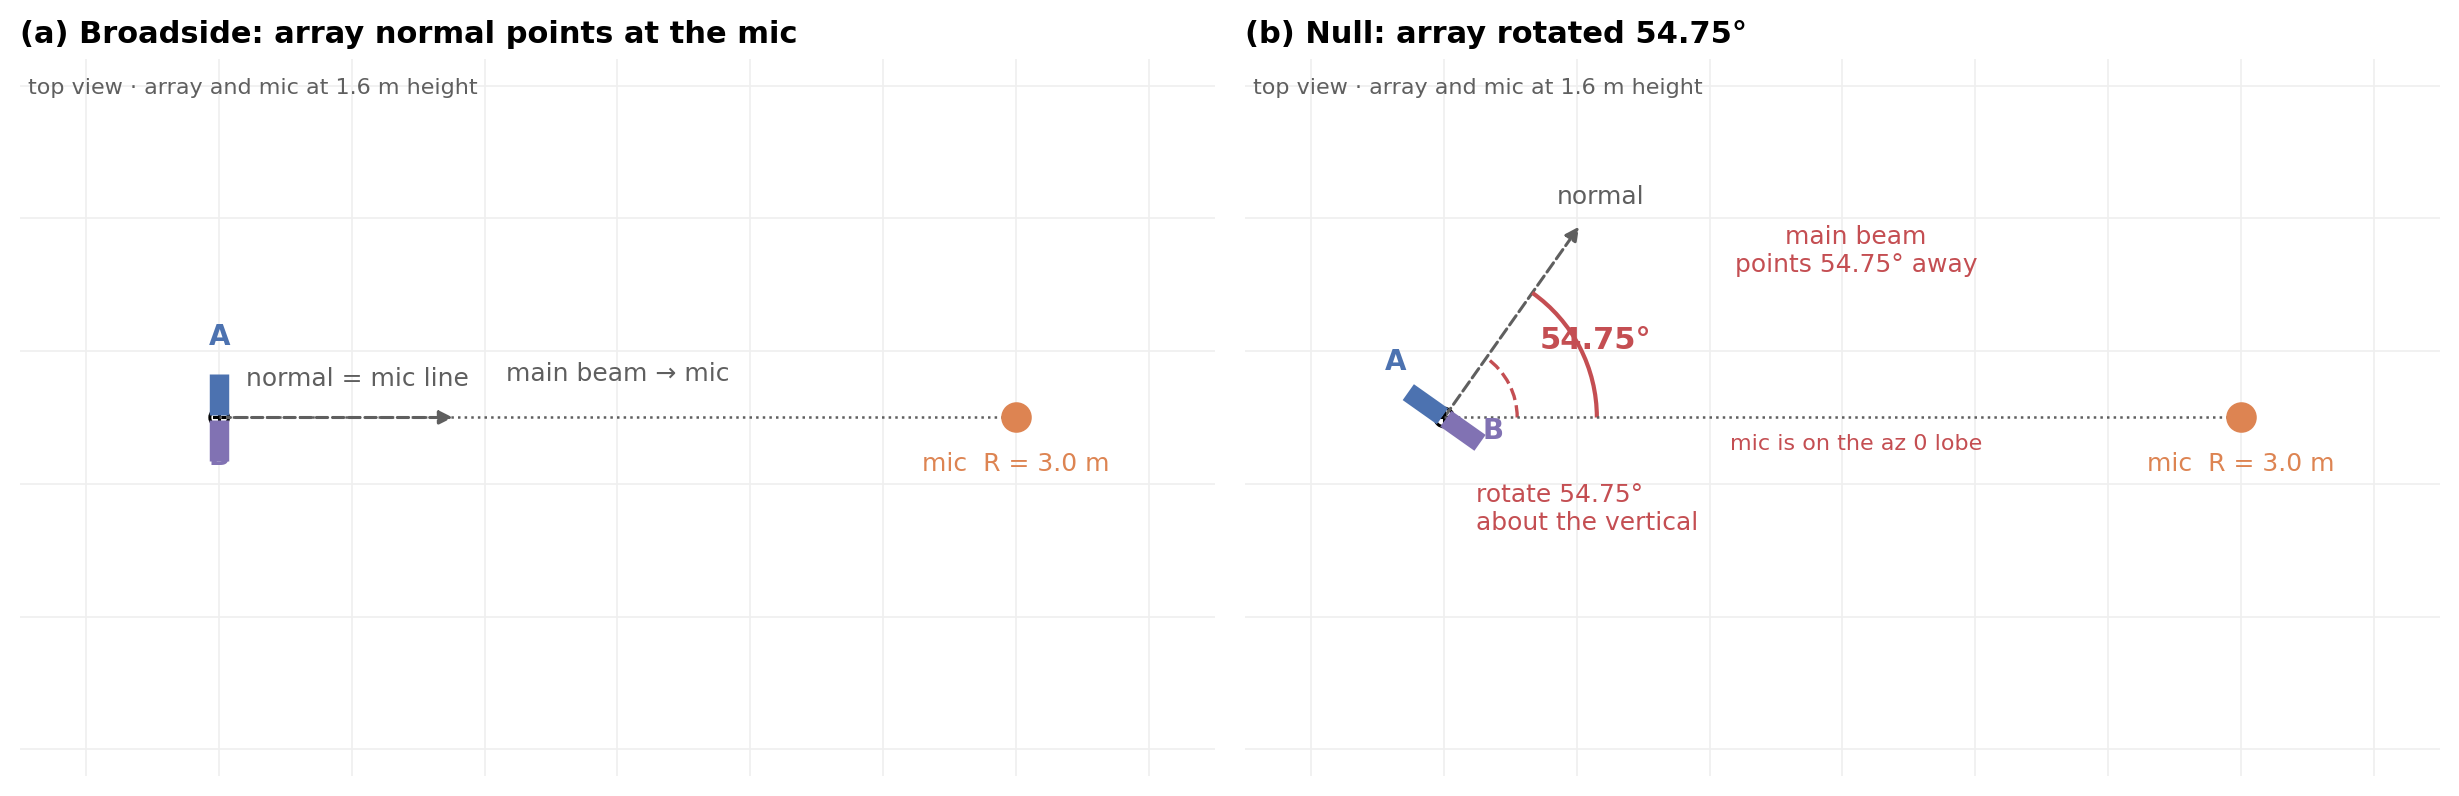 (a) Broadside: array normal points at the mic
top view · array and mic at 1.6 m height
A
normal = mic line
main beam → mic
mic R = 3.0 m
(b) Null: array rotated 54.75°
top view · array and mic at 1.6 m height
normal
main beam
points 54.75° away
54.75°
A
B
mic is on the az 0 lobe
mic R = 3.0 m
rotate 54.75°
about the vertical